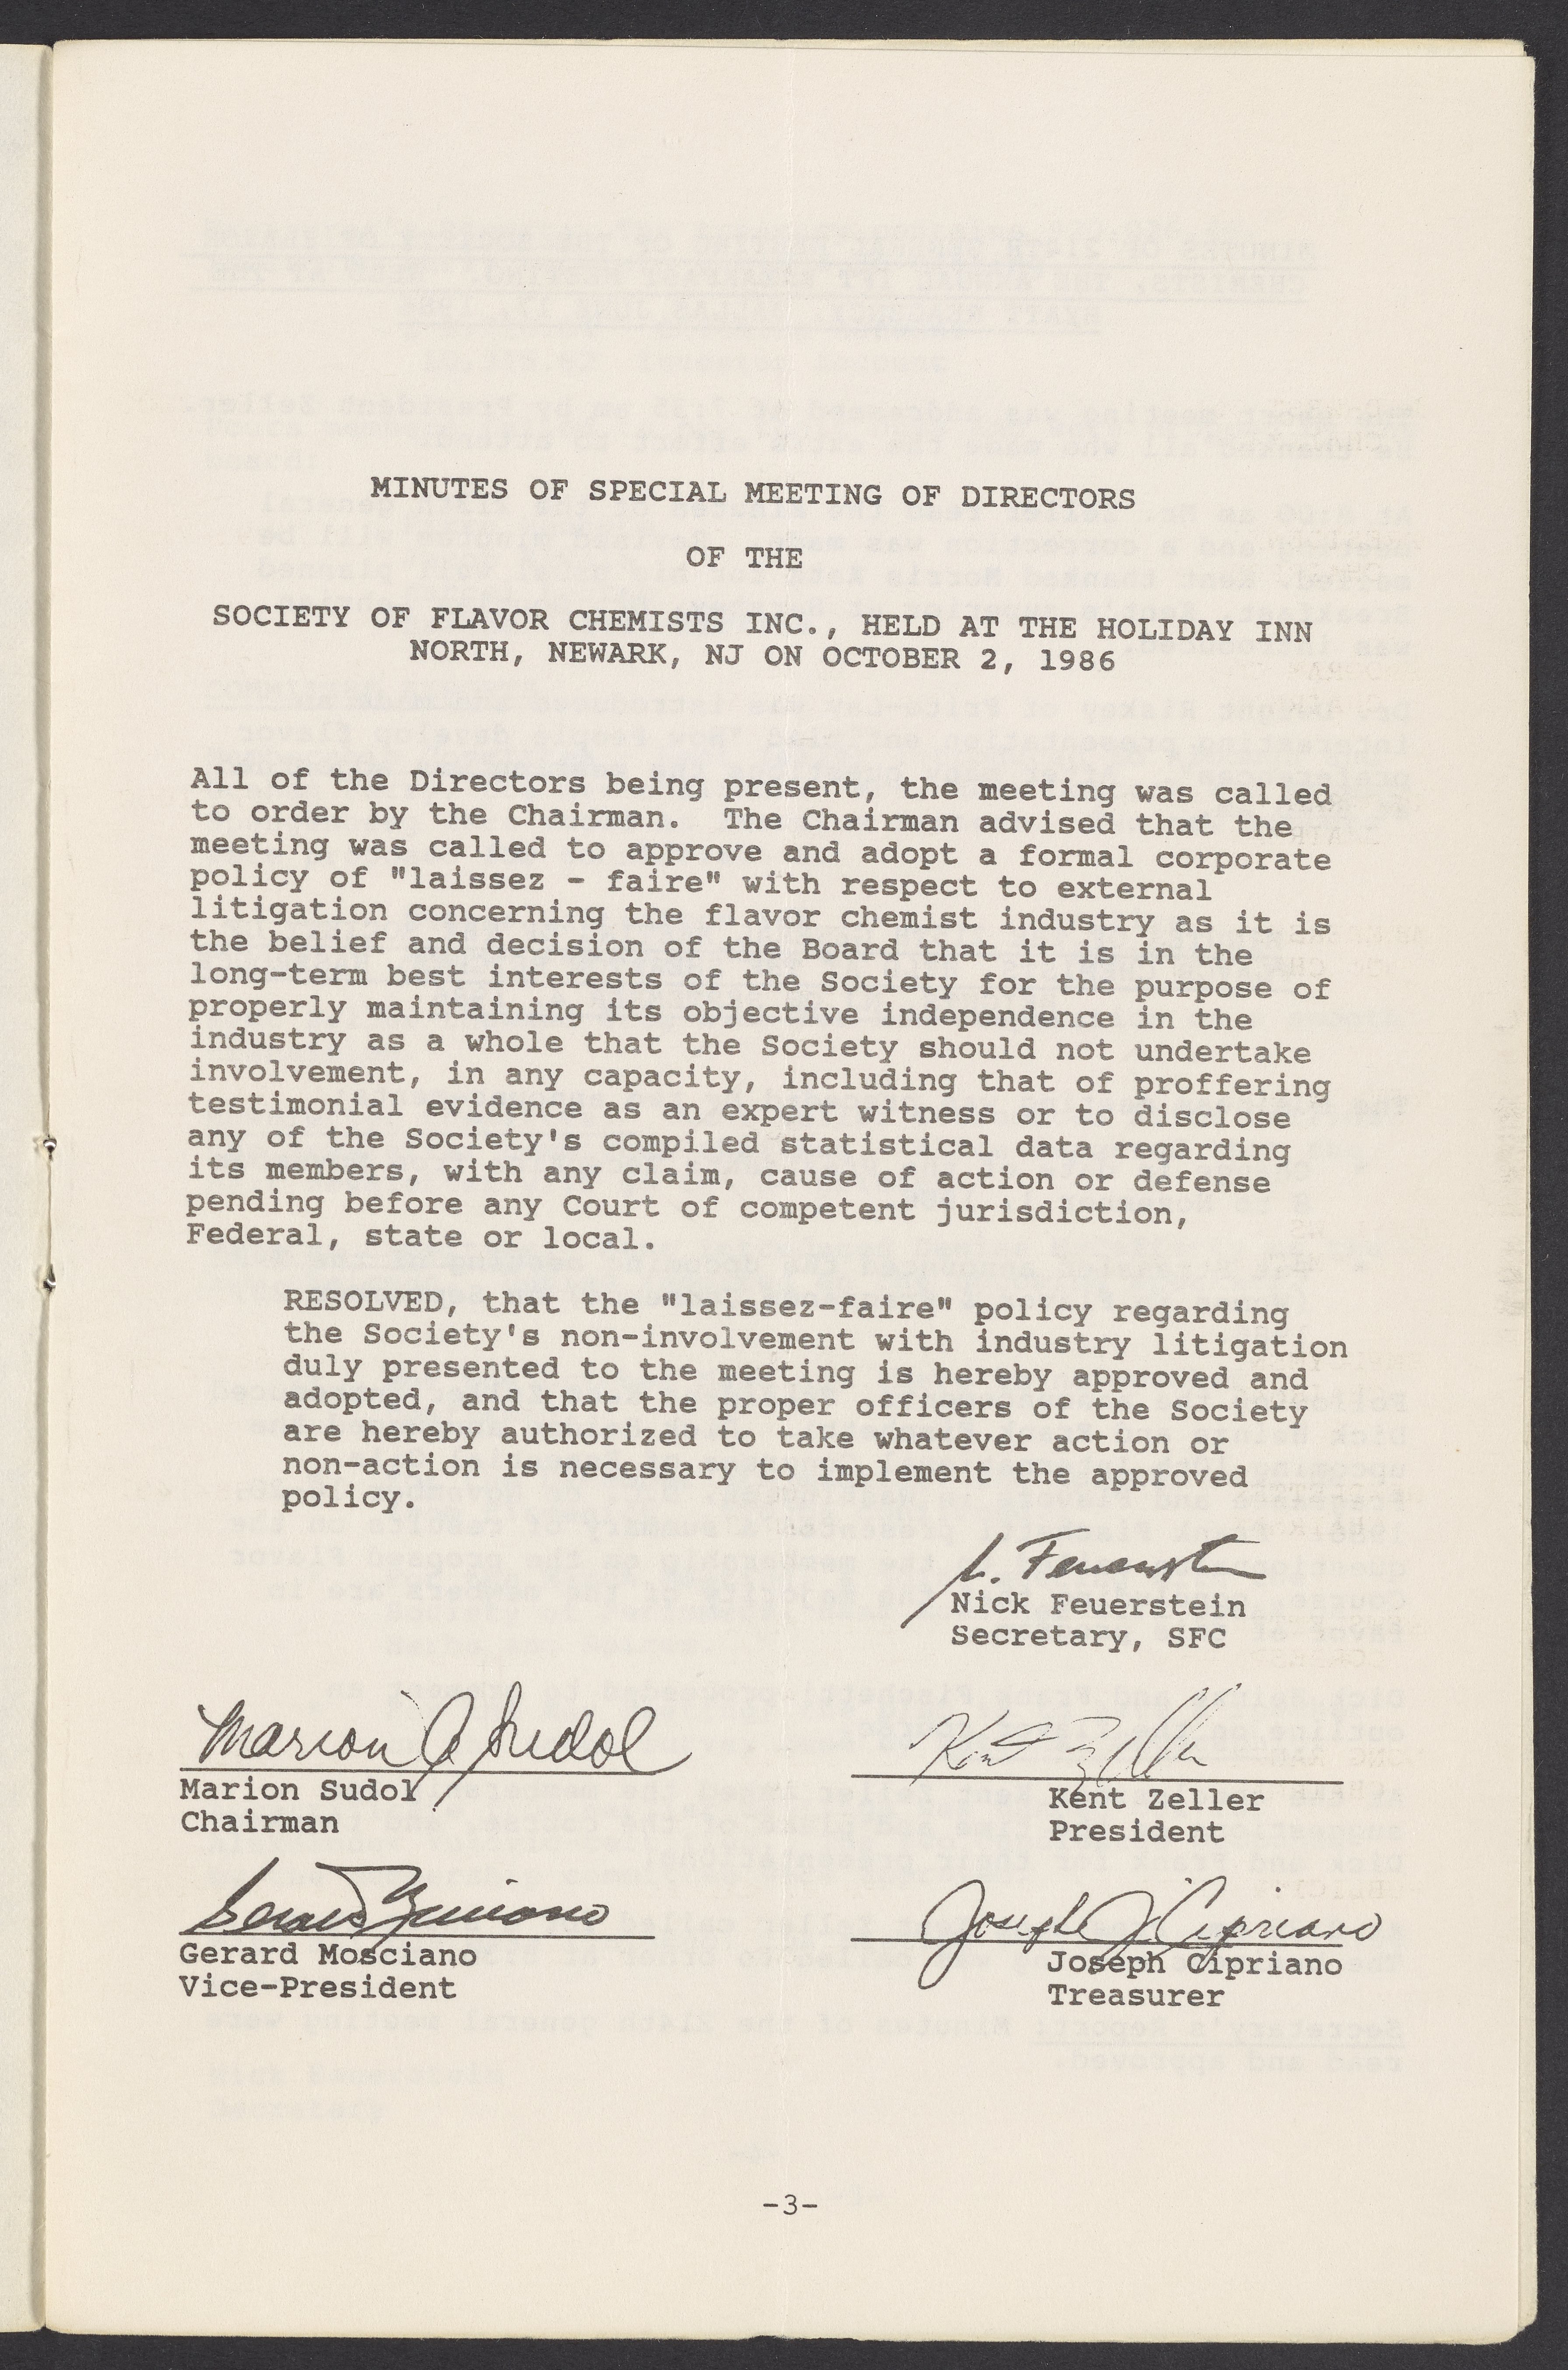 MINUTES OF SPECIAL MEETING OF DIRECTORS
OF THE
SOCIETY OF FLAVOR CHEMISTS INC., HELD AT THE HOLIDAY INN
NORTH, NEWARK, NJ ON OCTOBER 2, 1986
All of the Directors being present, the meeting was called
to order by the Chairman.  The Chairman advised that the
meeting was called to approve and adopt a formal corporate
policy of "laissez - faire" with respect to external
litigation concerning the flavor chemist industry as it is
the belief and decision of the Board that it is in the
long-term best interests of the Society for the purpose of
properly maintaining its objective independence in the
industry as a whole that the Society should not undertake
involvement, in any capacity, including that of proffering
testimonial evidence as an expert witness or to disclose
any of the Society's compiled statistical data regarding
its members, with any claim, cause of action or defense
pending before any Court of competent jurisdiction,
Federal, state or local.
RESOLVED, that the "laissez-faire" policy regarding
the Society's non-involvement with industry litigation
duly presented to the meeting is hereby approved and
adopted, and that the proper officers of the Society
are hereby authorized to take whatever action or
non-action is necessary to implement the approved
policy.
N. Feuerstein
Nick Feuerstein
Secretary, SFC
Marion A Sudol
Marion Sudol
Chairman
Kent Zeller
Kent Zeller
President
Gerard Mosciano
Gerard Mosciano
Vice-President
Joseph J. Cipriano
Joseph Cipriano
Treasurer
-3-